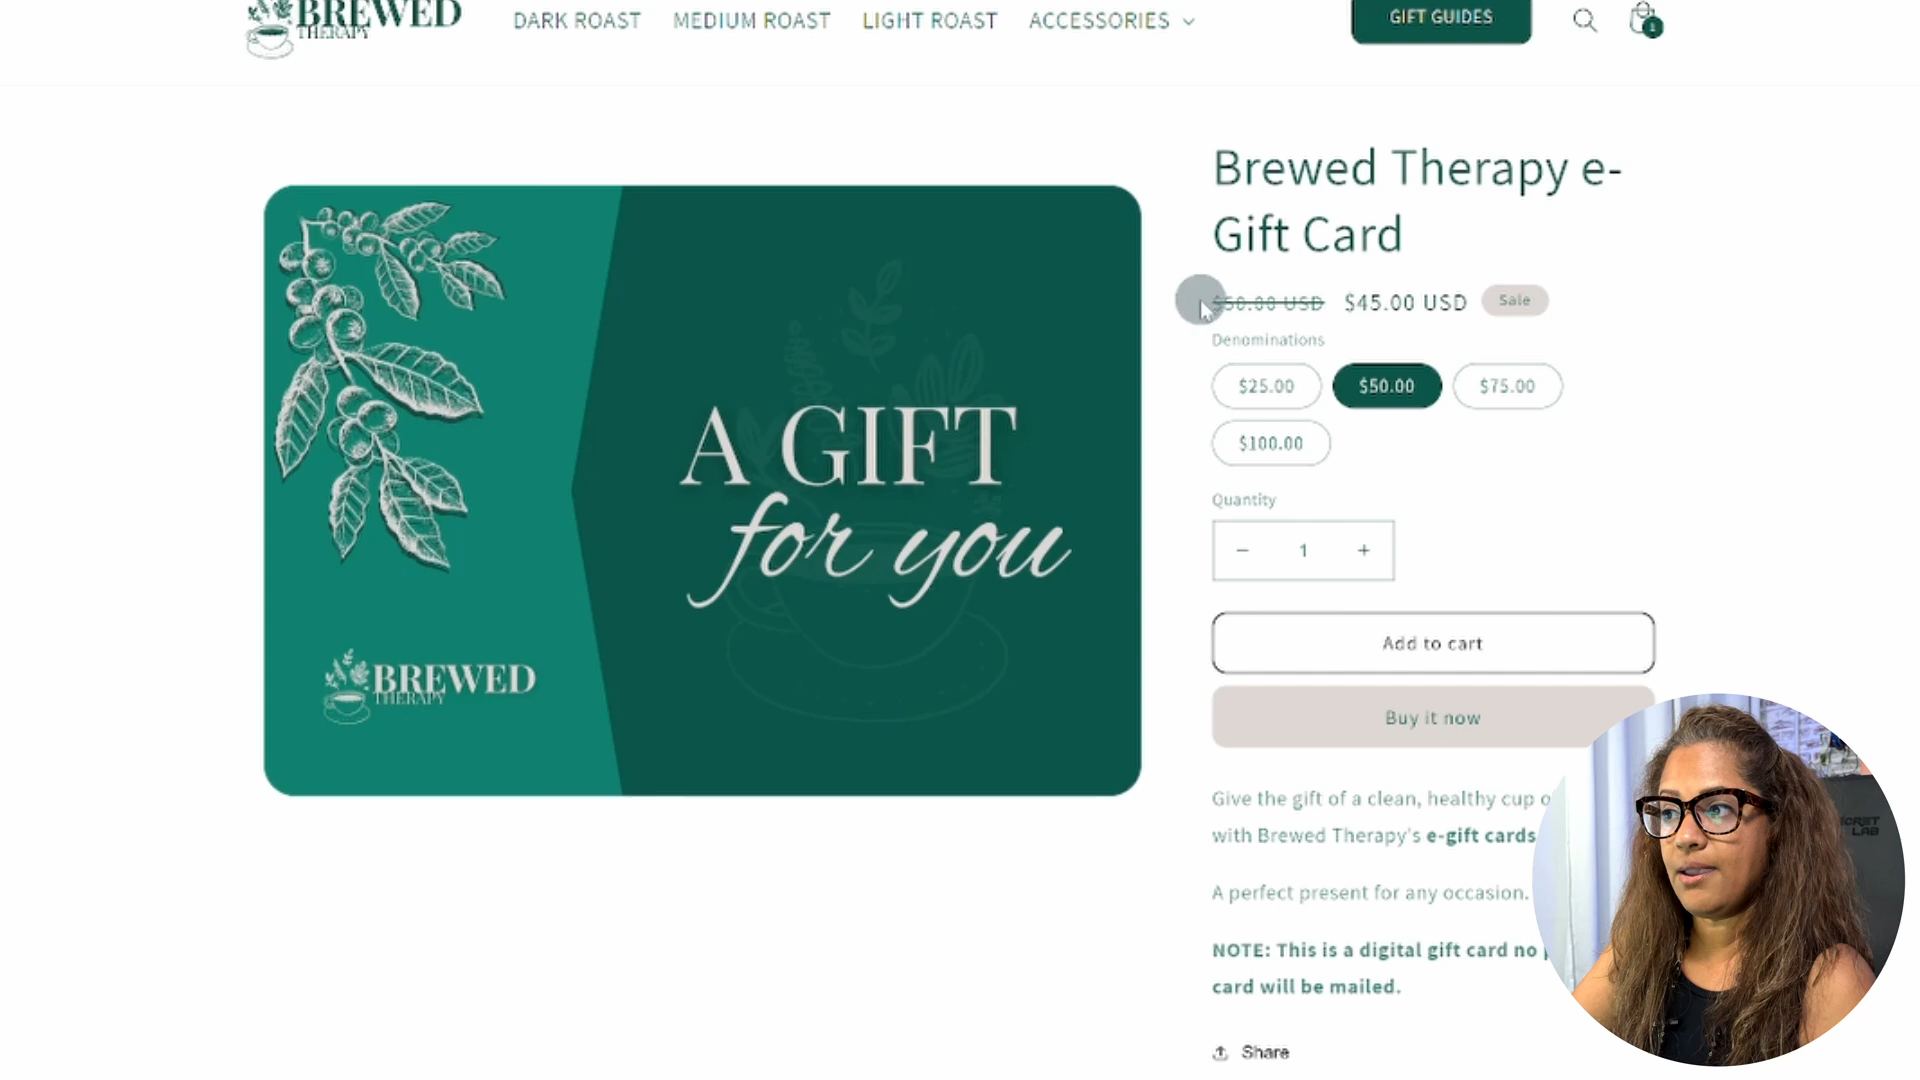 BREWED
THERAPY
DARK ROAST
MEDIUM ROAST
LIGHT ROAST
ACCESSORIES
GIFT GUIDES
1
Brewed Therapy e-
Gift Card
$50.00 USD
$45.00 USD
Sale
Denominations
$25.00
$50.00
$75.00
$100.00
Quantity
− 1 +
Add to cart
Buy it now
Give the gift of a clean, healthy cup
with Brewed Therapy's e-gift cards
A perfect present for any occasion.
NOTE: This is a digital gift card no
card will be mailed.
Share
A GIFT
for you
BREWED
THERAPY
LAB